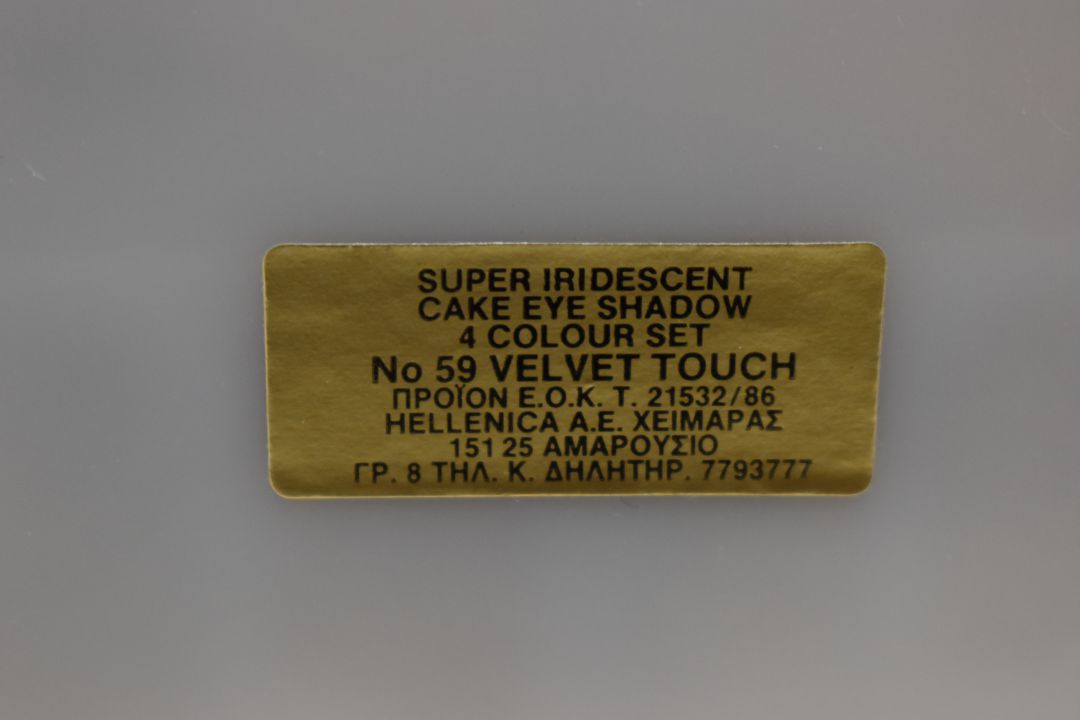 SUPER IRIDESCENT
CAKE EYE SHADOW
4 COLOUR SET
No 59 VELVET TOUCH
ΠΡΟΪΟΝ Ε.Ο.Κ. Τ. 21532/86
HELLENICA A.E. ΧΕΙΜΑΡΑΣ
151 25 ΑΜΑΡΟΥΣΙΟ
ΓΡ. 8 ΤΗΛ. Κ. ΔΗΛΗΤΗΡ. 7793777